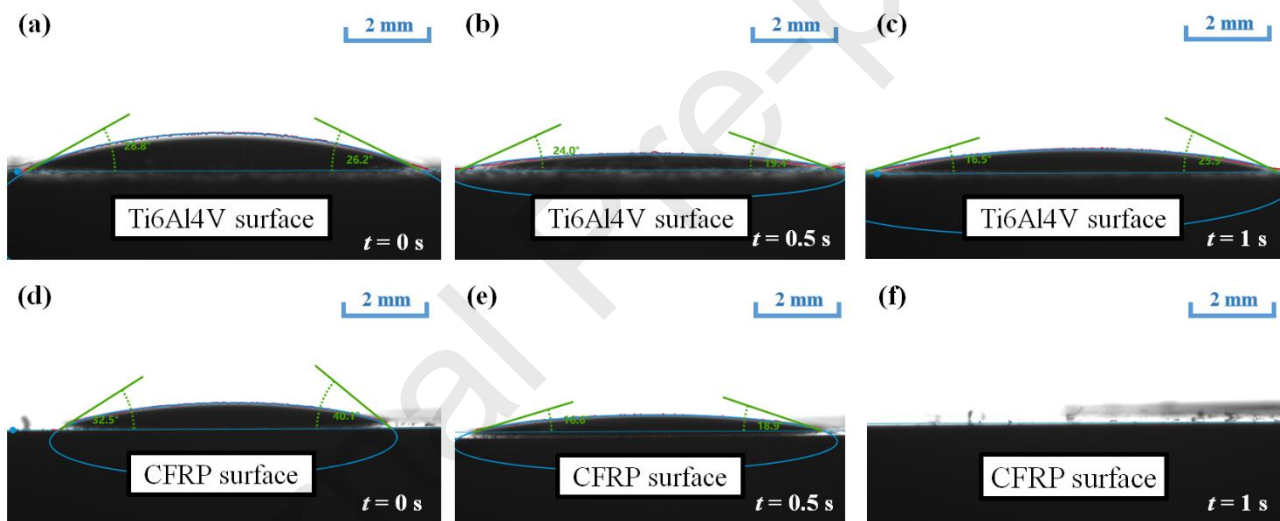 (a)
2 mm
28.8°
26.2°
Ti6Al4V surface
t = 0 s
(b)
2 mm
24.0°
Ti6Al4V surface
t = 0.5 s
(c)
2 mm
16.5°
25.9°
Ti6Al4V surface
t = 1 s
(d)
2 mm
32.5°
40.1°
CFRP surface
t = 0 s
(e)
2 mm
18.9°
CFRP surface
t = 0.5 s
(f)
2 mm
CFRP surface
t = 1 s